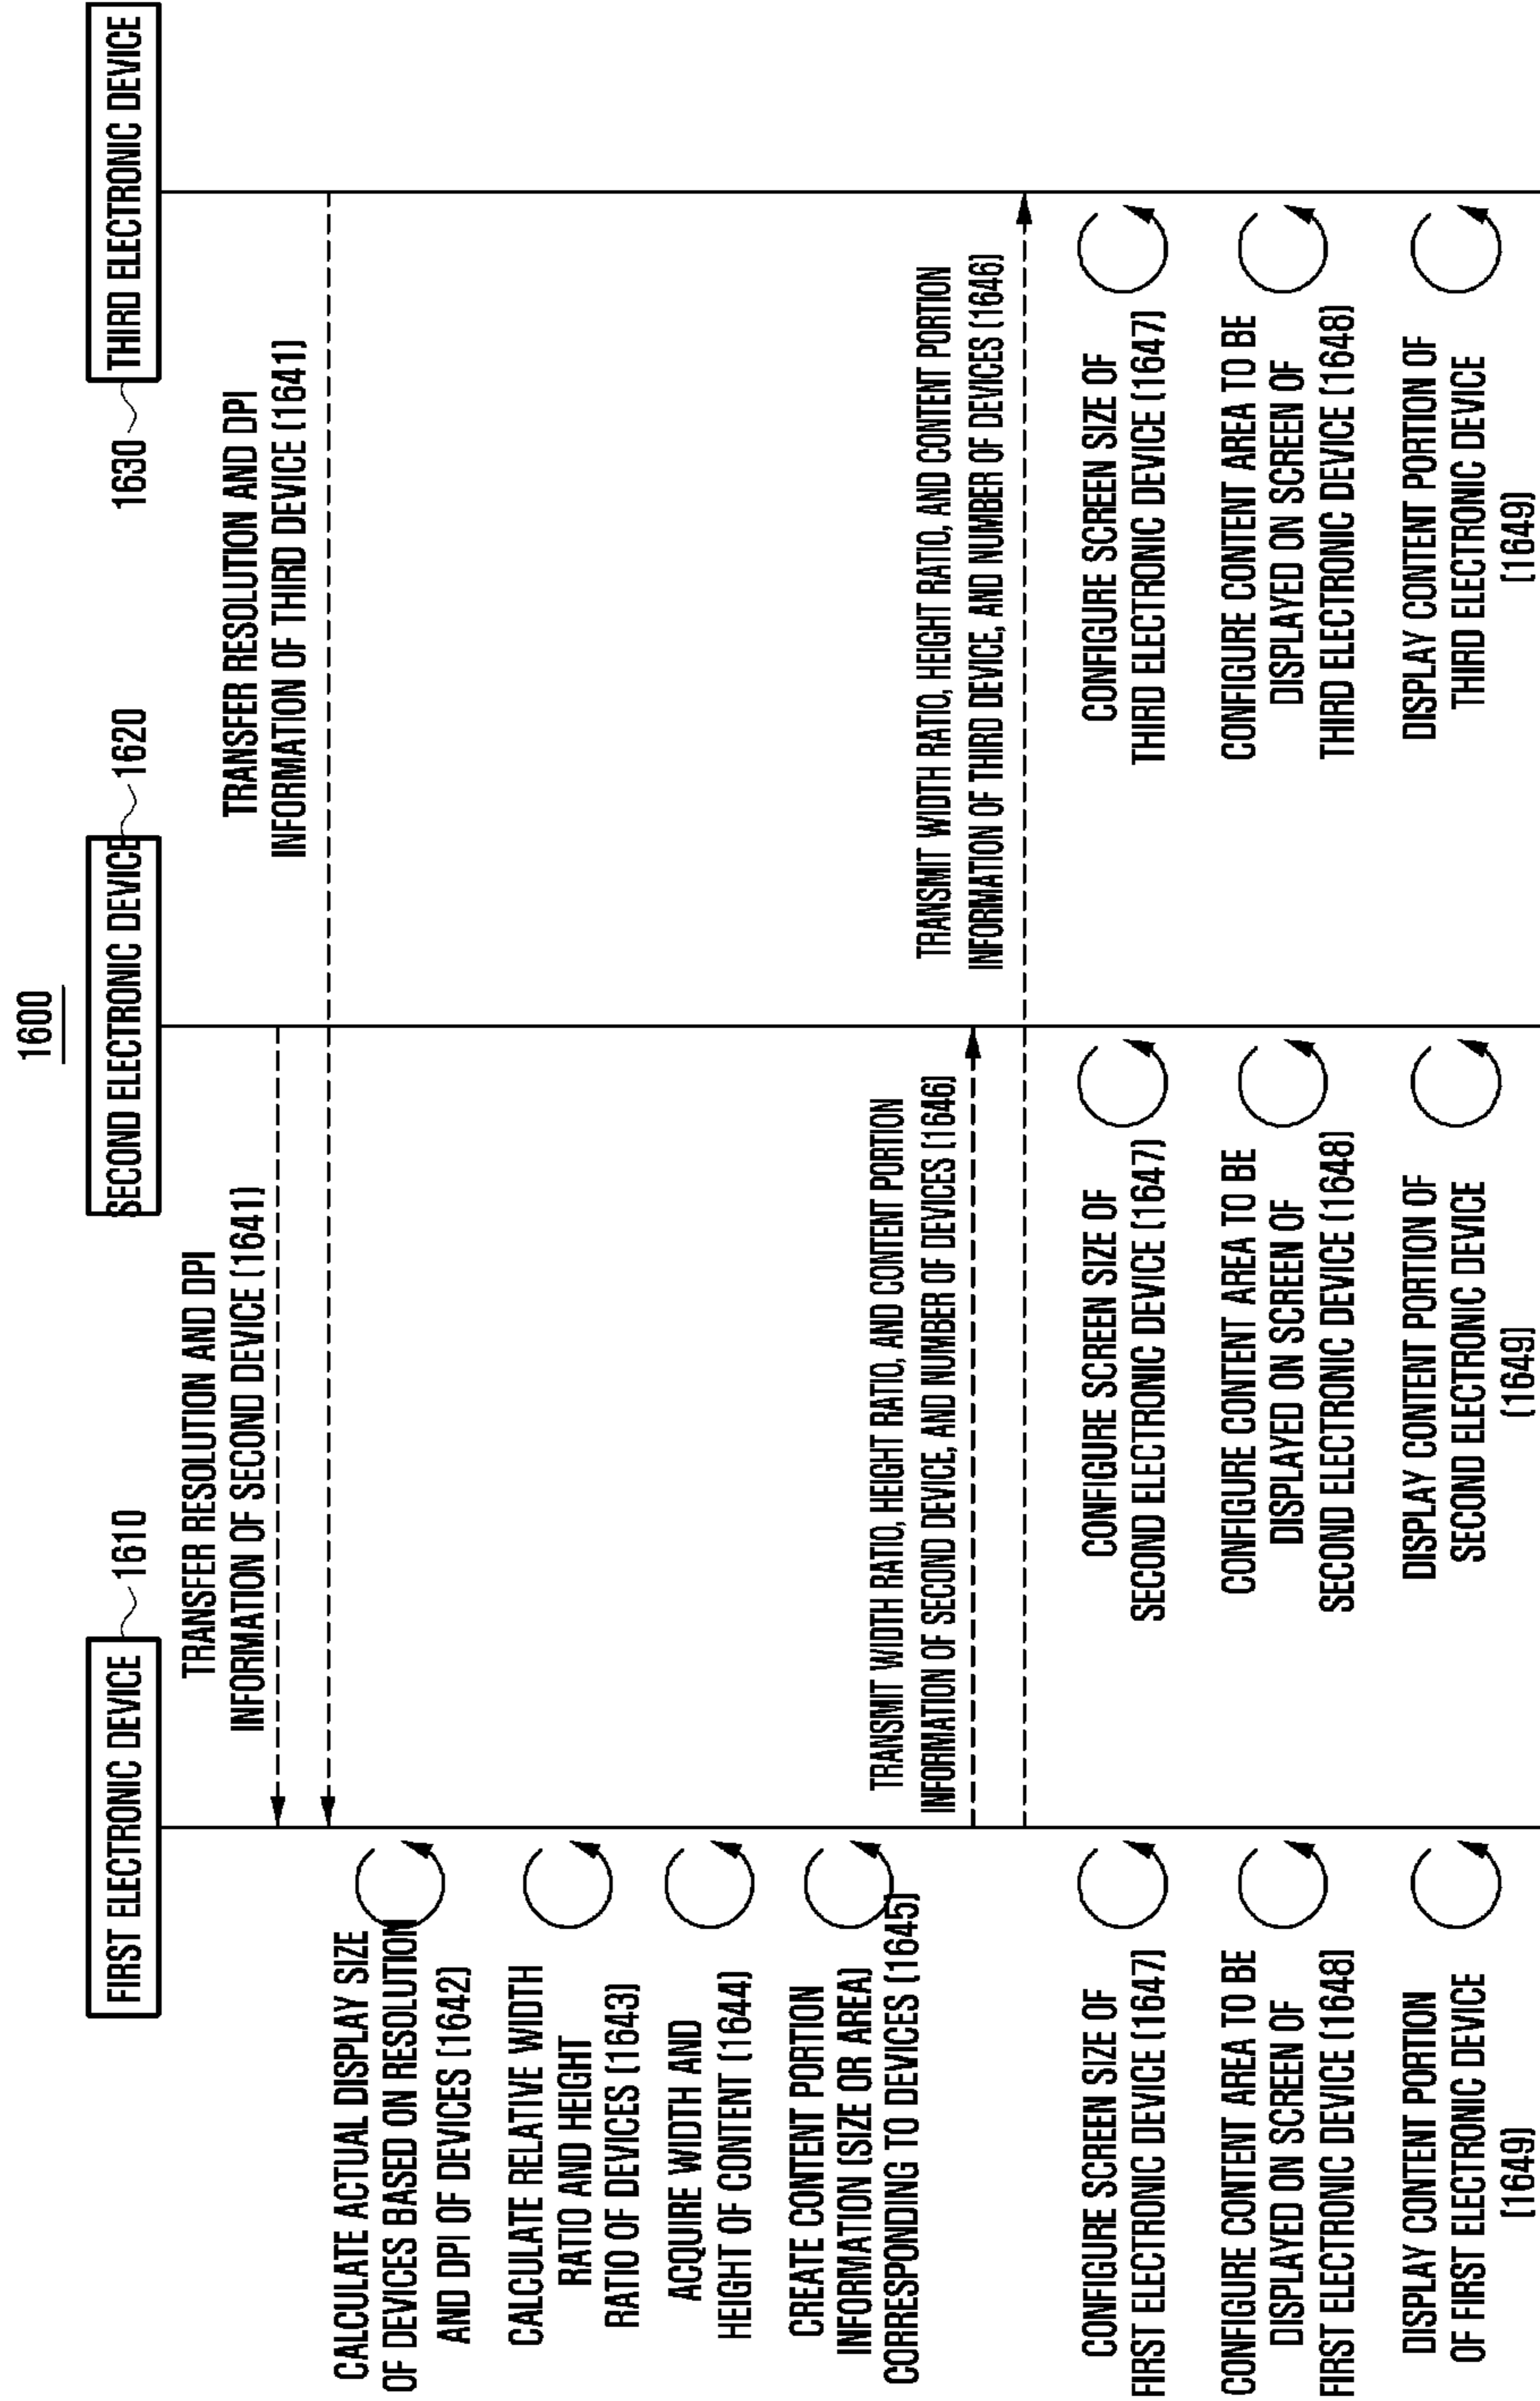 1600
FIRST ELECTRONIC DEVICE
1610
SECOND ELECTRONIC DEVICE
1620
THIRD ELECTRONIC DEVICE
1630
TRANSFER RESOLUTION AND DPI
INFORMATION OF SECOND DEVICE (1641)
TRANSFER RESOLUTION AND DPI
INFORMATION OF THIRD DEVICE (1641)
CALCULATE ACTUAL DISPLAY SIZE
OF DEVICES BASED ON RESOLUTION
AND DPI OF DEVICES (1642)
CALCULATE RELATIVE WIDTH
RATIO AND HEIGHT
RATIO OF DEVICES (1643)
ACQUIRE WIDTH AND
HEIGHT OF CONTENT (1644)
CREATE CONTENT PORTION
INFORMATION (SIZE OR AREA)
CORRESPONDING TO DEVICES (1645)
TRANSMIT WIDTH RATIO, HEIGHT RATIO, AND CONTENT PORTION
INFORMATION OF SECOND DEVICE, AND NUMBER OF DEVICES (1646)
TRANSMIT WIDTH RATIO, HEIGHT RATIO, AND CONTENT PORTION
INFORMATION OF THIRD DEVICE, AND NUMBER OF DEVICES (1646)
CONFIGURE SCREEN SIZE OF
FIRST ELECTRONIC DEVICE (1647)
CONFIGURE SCREEN SIZE OF
SECOND ELECTRONIC DEVICE (1647)
CONFIGURE SCREEN SIZE OF
THIRD ELECTRONIC DEVICE (1647)
CONFIGURE CONTENT AREA TO BE
DISPLAYED ON SCREEN OF
FIRST ELECTRONIC DEVICE (1648)
CONFIGURE CONTENT AREA TO BE
DISPLAYED ON SCREEN OF
SECOND ELECTRONIC DEVICE (1648)
CONFIGURE CONTENT AREA TO BE
DISPLAYED ON SCREEN OF
THIRD ELECTRONIC DEVICE (1648)
DISPLAY CONTENT PORTION
OF FIRST ELECTRONIC DEVICE
(1649)
DISPLAY CONTENT PORTION OF
SECOND ELECTRONIC DEVICE
(1649)
DISPLAY CONTENT PORTION OF
THIRD ELECTRONIC DEVICE
(1649)